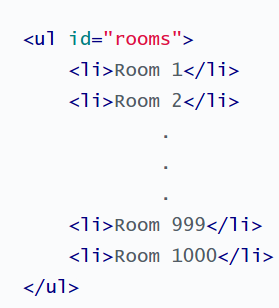 <ul id="rooms">
<li>Room 1</li>
<li>Room 2</li>
.
.
.
<li>Room 999</li>
<li>Room 1000</li>
</ul>